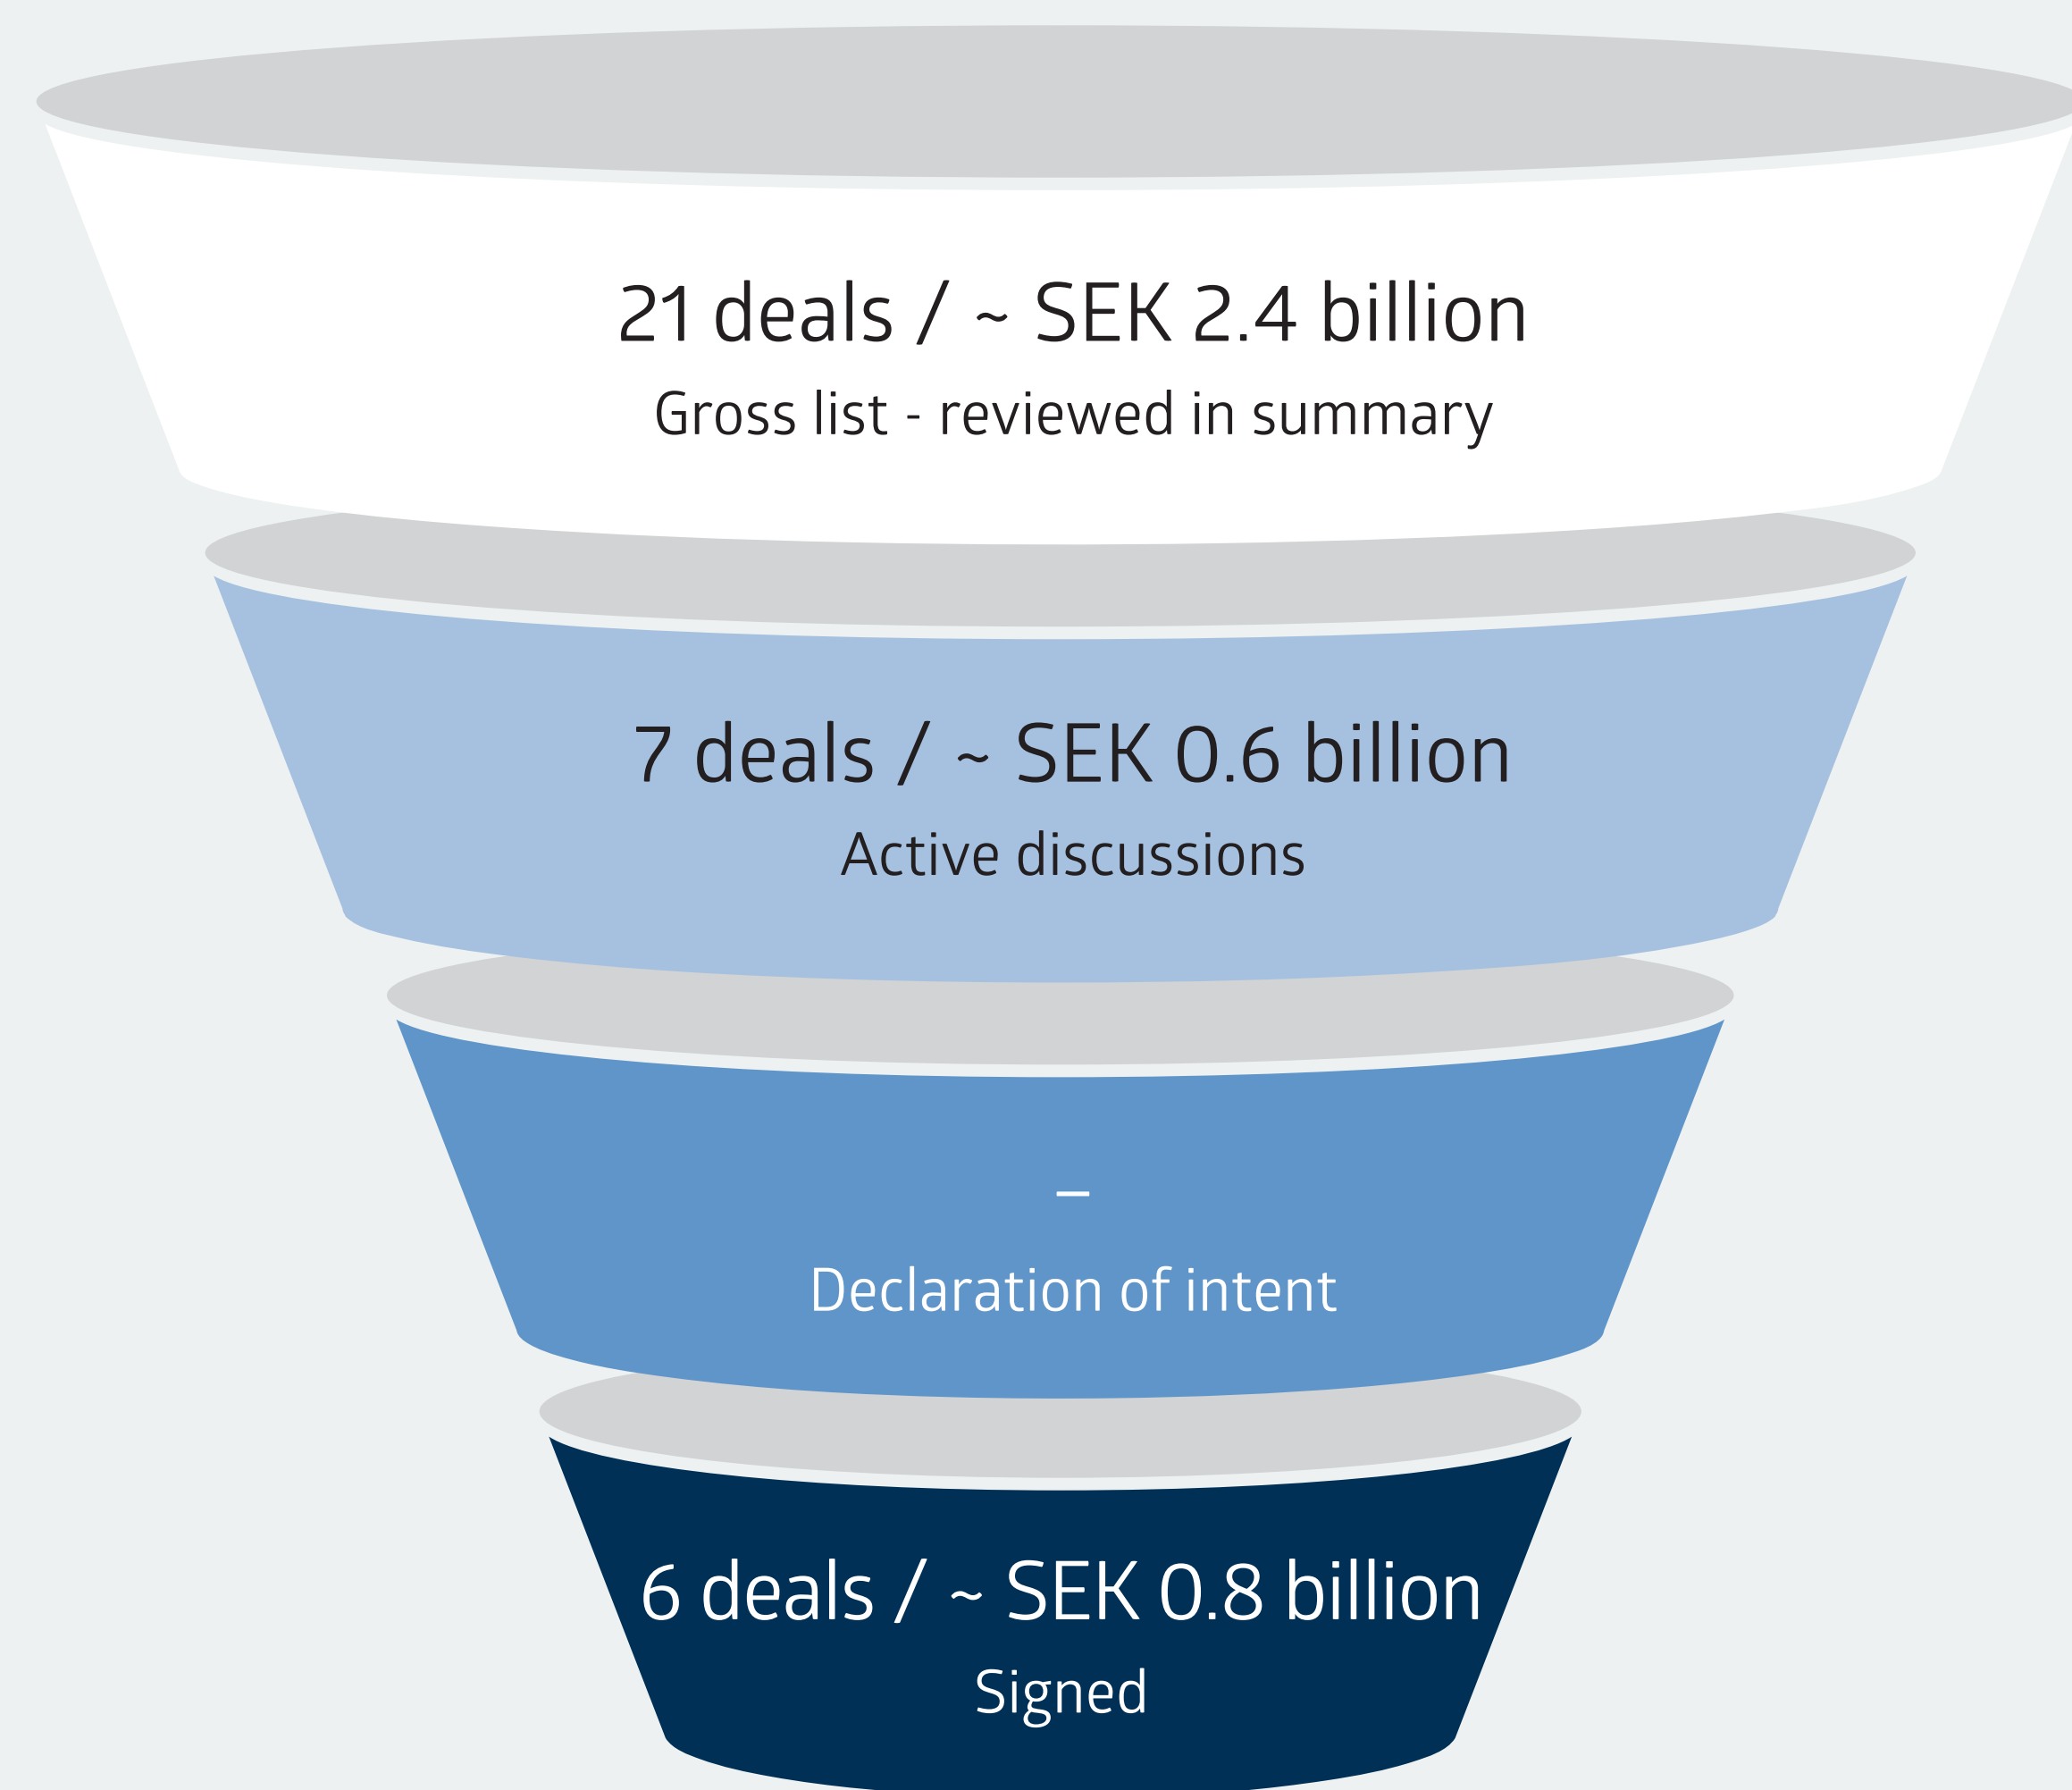 21 deals / ~ SEK 2.4 billion
Gross list - reviewed in summary
7 deals / ~ SEK 0.6 billion
Active discussions
–
Declaration of intent
6 deals / ~ SEK 0.8 billion
Signed